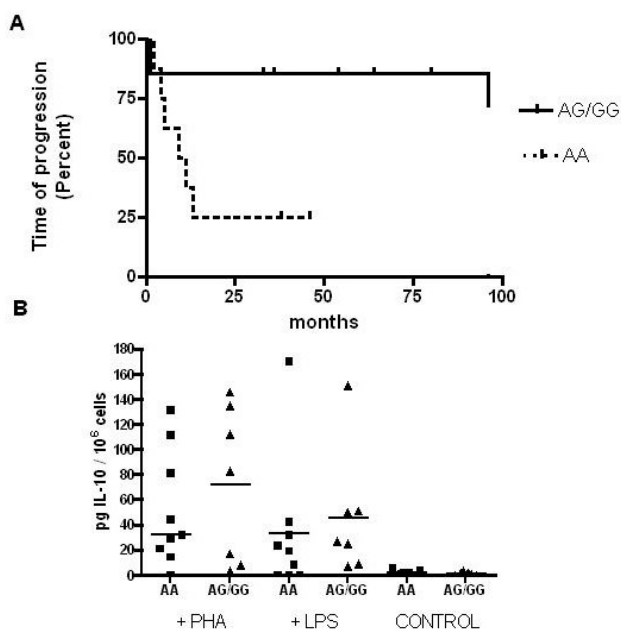 A
Time of progression
(Percent)
100
75
50
25
0
0 25 50 75 100
months
AG/GG
AA
B
pg IL-10 / 10⁶ cells
180
160
140
120
100
80
60
40
20
0
AA AG/GG AA AG/GG AA AG/GG
+ PHA + LPS CONTROL